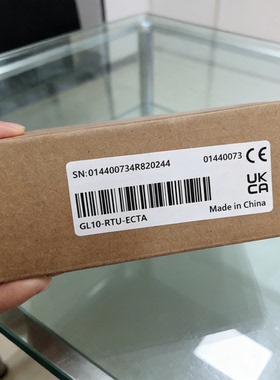 SN:014400734R820244 01440073 CE
UK
CA
GL10-RTU-ECTA Made in China